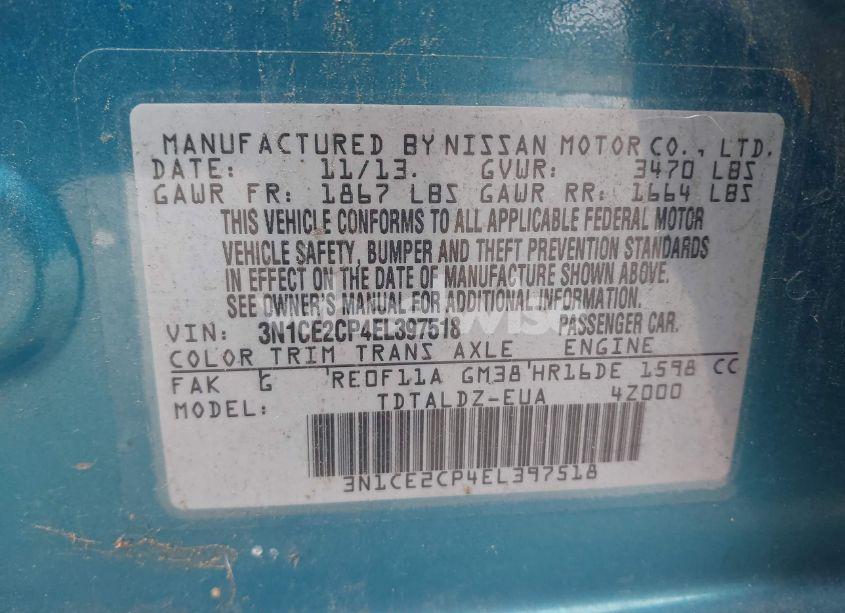 MANUFACTURED BY NISSAN MOTOR CO., LTD.
DATE: 11/13. GVWR: 3470 LBS
GAWR FR: 1867 LBS GAWR RR: 1664 LBS
THIS VEHICLE CONFORMS TO ALL APPLICABLE FEDERAL MOTOR
VEHICLE SAFETY, BUMPER AND THEFT PREVENTION STANDARDS
IN EFFECT ON THE DATE OF MANUFACTURE SHOWN ABOVE.
SEE OWNER'S MANUAL FOR ADDITIONAL INFORMATION.
VIN: 3N1CE2CP4EL397518 PASSENGER CAR.
COLOR TRIM TRANS AXLE ENGINE
FAK G RE0F11A GM38 HR16DE 1598 CC
MODEL: TDTALDZ-EUA 4Z000
3N1CE2CP4EL397518